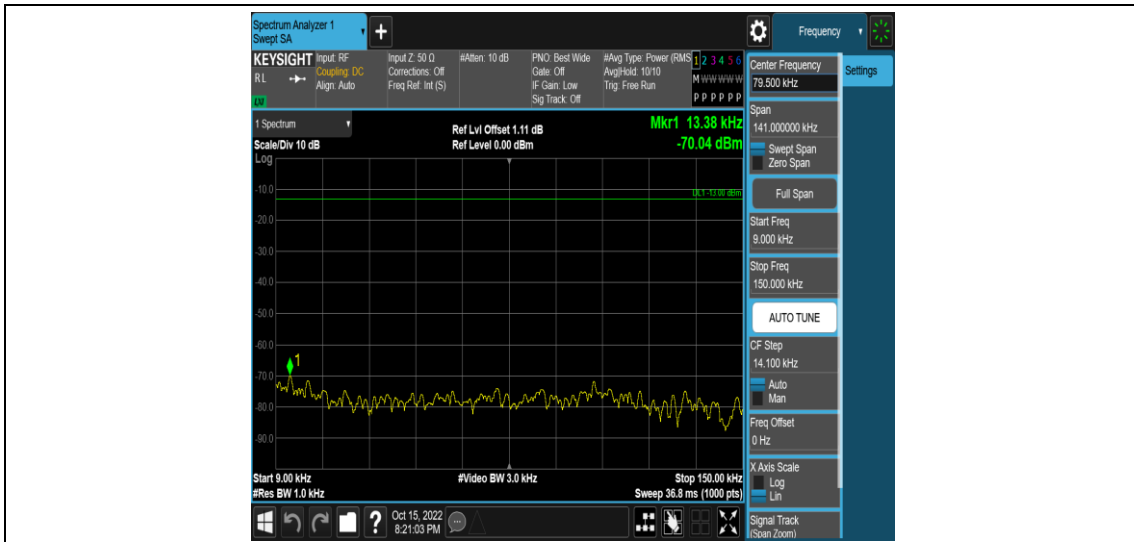 Spectrum Analyzer 1
Swept SA
+
Frequency
KEYSIGHT Input: RF
Coupling: DC
Align: Auto
R L
LXI
Input Z: 50 Ω
Corrections: Off
Freq Ref: Int (S)
#Atten: 10 dB
PNO: Best Wide
Gate: Off
IF Gain: Low
Sig Track: Off
#Avg Type: Power (RMS
Avg|Hold: 10/10
Trig: Free Run
1 2 3 4 5 6
M W W W W W
P P P P P P
1 Spectrum
Scale/Div 10 dB
Ref Lvl Offset 1.11 dB
Ref Level 0.00 dBm
Mkr1 13.38 kHz
-70.04 dBm
Log
DL1 -13.00 dBm
-10.0
-20.0
-30.0
-40.0
-50.0
-60.0
1
-70.0
-80.0
-90.0
Start 9.00 kHz
#Video BW 3.0 kHz
Stop 150.00 kHz
#Res BW 1.0 kHz
Sweep 36.8 ms (1000 pts)
?
Oct 15, 2022
8:21:03 PM
Center Frequency
79.500 kHz
Settings
Span
141.000000 kHz
Swept Span
Zero Span
Full Span
Start Freq
9.000 kHz
Stop Freq
150.000 kHz
AUTO TUNE
CF Step
14.100 kHz
Auto
Man
Freq Offset
0 Hz
X Axis Scale
Log
Lin
Signal Track
(Span Zoom)